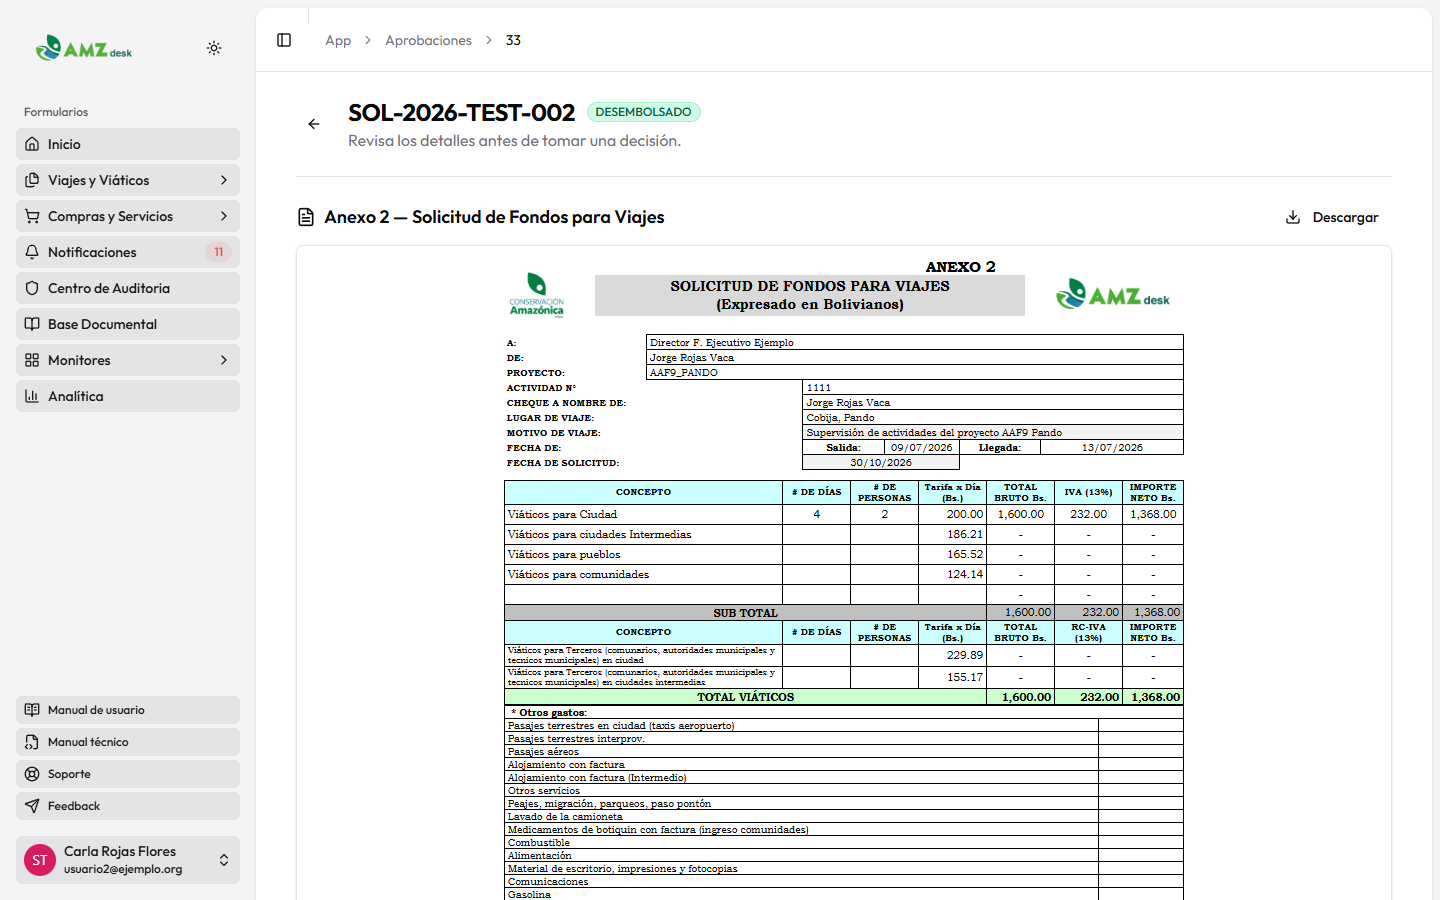 AMZ desk
App
Aprobaciones
33
Formularios
Inicio
Viajes y Viáticos
Compras y Servicios
Notificaciones 11
Centro de Auditoria
Base Documental
Monitores
Analítica
Manual de usuario
Manual técnico
Soporte
Feedback
ST Carla Rojas Flores
usuario2@ejemplo.org
SOL-2026-TEST-002 DESEMBOLSADO
Revisa los detalles antes de tomar una decisión.
Anexo 2 — Solicitud de Fondos para Viajes Descargar
ANEXO 2
SOLICITUD DE FONDOS PARA VIAJES
(Expresado en Bolivianos)
CONSERVACIÓN
Amazónica
AMZ desk
A: Director F. Ejecutivo Ejemplo
DE: Jorge Rojas Vaca
PROYECTO: AAF9_PANDO
ACTIVIDAD N° 1111
CHEQUE A NOMBRE DE: Jorge Rojas Vaca
LUGAR DE VIAJE: Cobija, Pando
MOTIVO DE VIAJE: Supervisión de actividades del proyecto AAF9 Pando
FECHA DE: Salida: 09/07/2026 Llegada: 13/07/2026
FECHA DE SOLICITUD: 30/10/2026
CONCEPTO # DE DÍAS # DE PERSONAS Tarifa x Día (Bs.) TOTAL BRUTO Bs. IVA (13%) IMPORTE NETO Bs.
Viáticos para Ciudad 4 2 200.00 1,600.00 232.00 1,368.00
Viáticos para ciudades Intermedias 186.21 - - -
Viáticos para pueblos 165.52 - - -
Viáticos para comunidades 124.14 - - -
- - -
SUB TOTAL 1,600.00 232.00 1,368.00
CONCEPTO # DE DÍAS # DE PERSONAS Tarifa x Día (Bs.) TOTAL BRUTO Bs. RC-IVA (13%) IMPORTE NETO Bs.
Viáticos para Terceros (comunarios, autoridades municipales y
tecnicos municipales) en ciudad 229.89 - - -
Viáticos para Terceros (comunarios, autoridades municipales y
tecnicos municipales) en ciudades intermedias 155.17 - - -
TOTAL VIÁTICOS 1,600.00 232.00 1,368.00
* Otros gastos:
Pasajes terrestres en ciudad (taxis aeropuerto)
Pasajes terrestres interprov.
Pasajes aéreos
Alojamiento con factura
Alojamiento con factura (Intermedio)
Otros servicios
Peajes, migración, parqueos, paso pontón
Lavado de la camioneta
Medicamentos de botiquin con factura (ingreso comunidades)
Combustible
Alimentación
Material de escritorio, impresiones y fotocopias
Comunicaciones
Gasolina